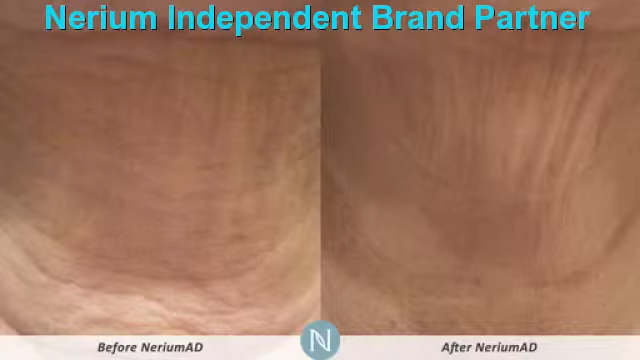 Nerium Independent Brand Partner
Before NeriumAD
N
After NeriumAD